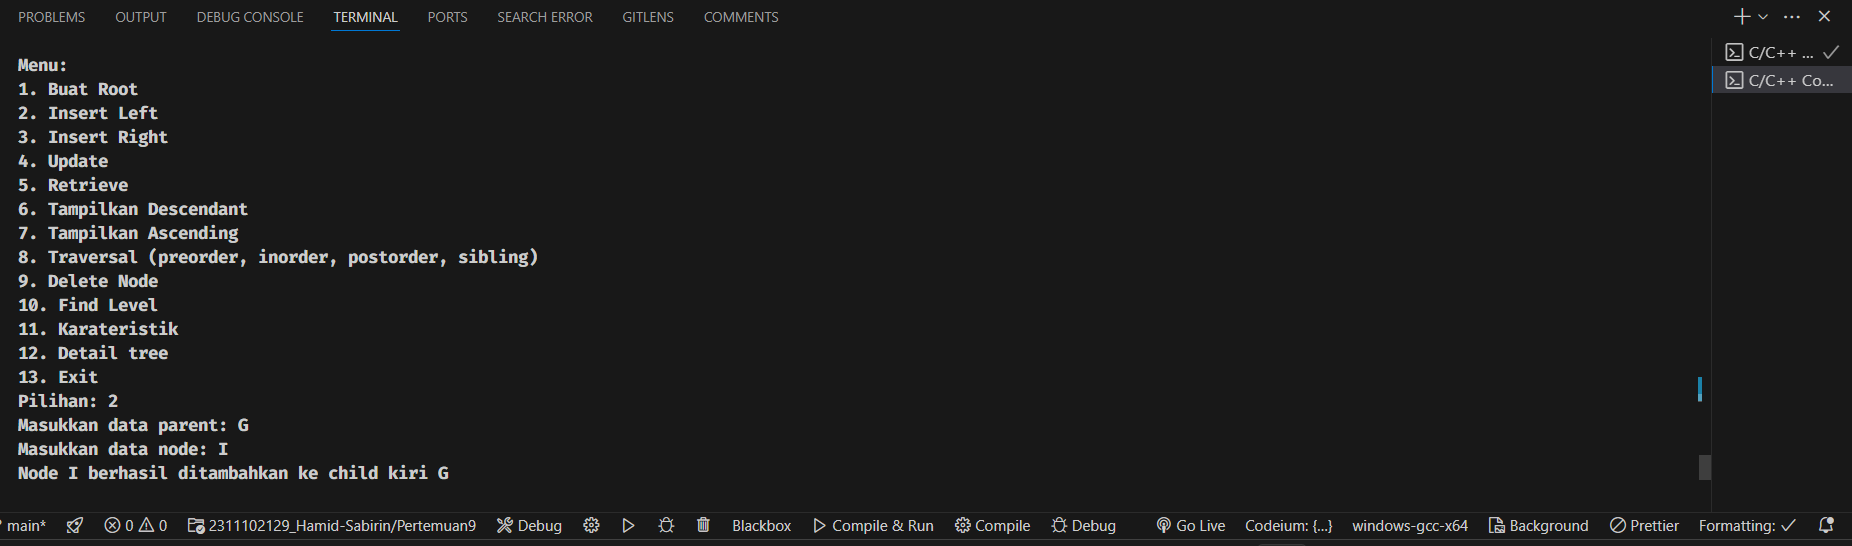 PROBLEMS OUTPUT DEBUG CONSOLE TERMINAL PORTS SEARCH ERROR GITLENS COMMENTS
C/C++ ...
C/C++ Co...
Menu:
1. Buat Root
2. Insert Left
3. Insert Right
4. Update
5. Retrieve
6. Tampilkan Descendant
7. Tampilkan Ascending
8. Traversal (preorder, inorder, postorder, sibling)
9. Delete Node
10. Find Level
11. Karateristik
12. Detail tree
13. Exit
Pilihan: 2
Masukkan data parent: G
Masukkan data node: I
Node I berhasil ditambahkan ke child kiri G
main* 0 0 2311102129_Hamid-Sabirin/Pertemuan9 Debug Blackbox Compile & Run Compile Debug Go Live Codeium: {...} windows-gcc-x64 Background Prettier Formatting: